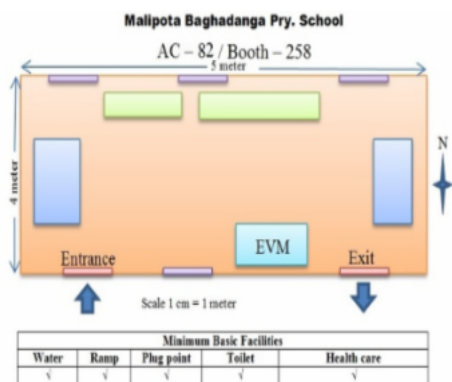 Malipota Baghadanga Pry. School
AC – 82 / Booth – 258
5 meter
4 meter
N
EVM
Entrance
Exit
Scale 1 cm = 1 meter
Minimum Basic Facilities
Water Ramp Plug point Toilet Health care
√ √ √ √ √